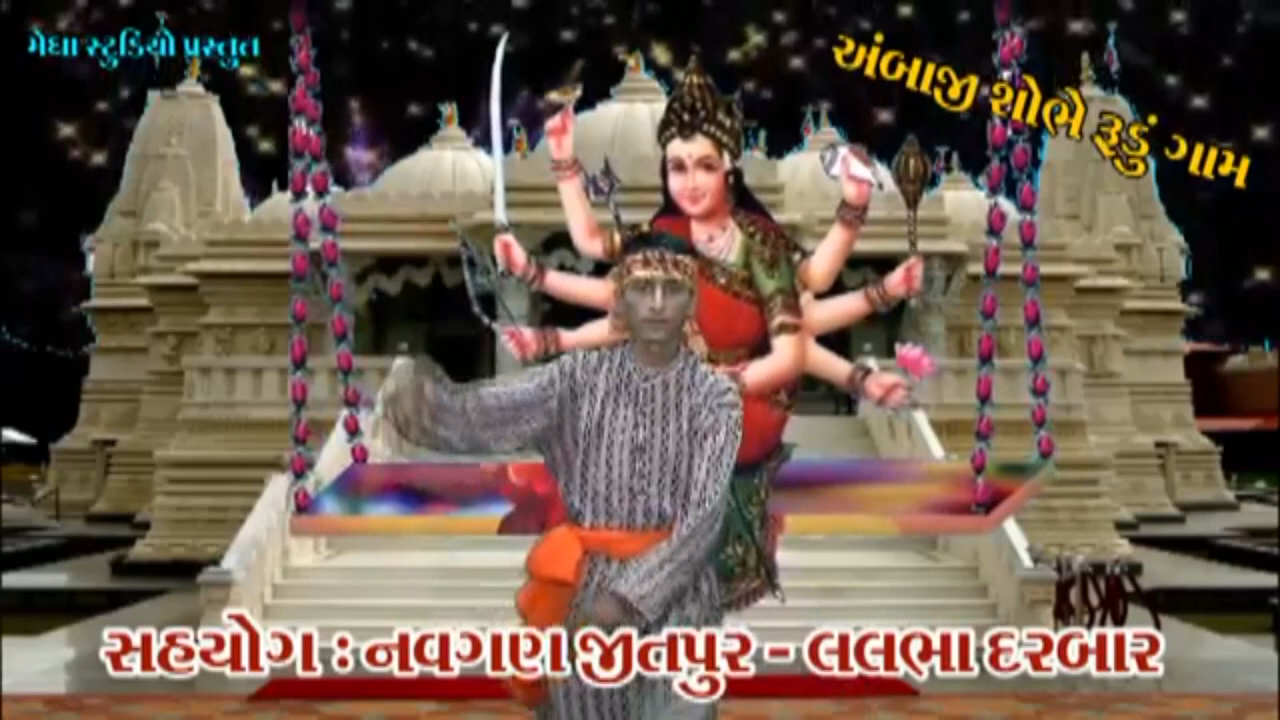 મેઘા સ્ટુડિયો પ્રસ્તુત
અંબાજી શોભે રૂડું ગામ
સહયોગ : નવગણ જીતપુર - લલભા દરબાર